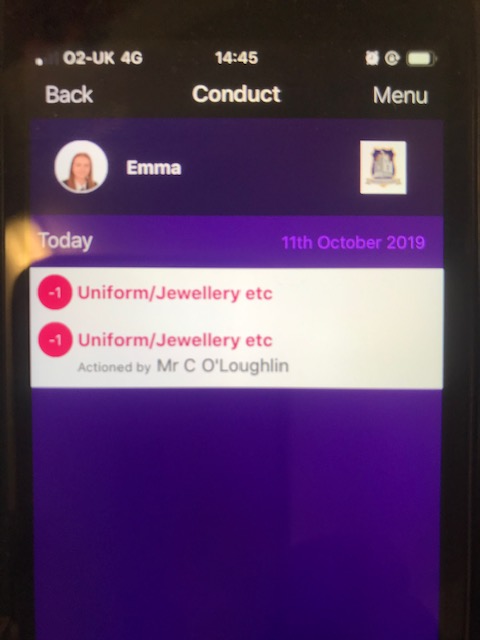 O2-UK 4G 14:45
Back Conduct Menu
Emma
Today 11th October 2019
-1 Uniform/Jewellery etc
-1 Uniform/Jewellery etc
Actioned by Mr C O'Loughlin